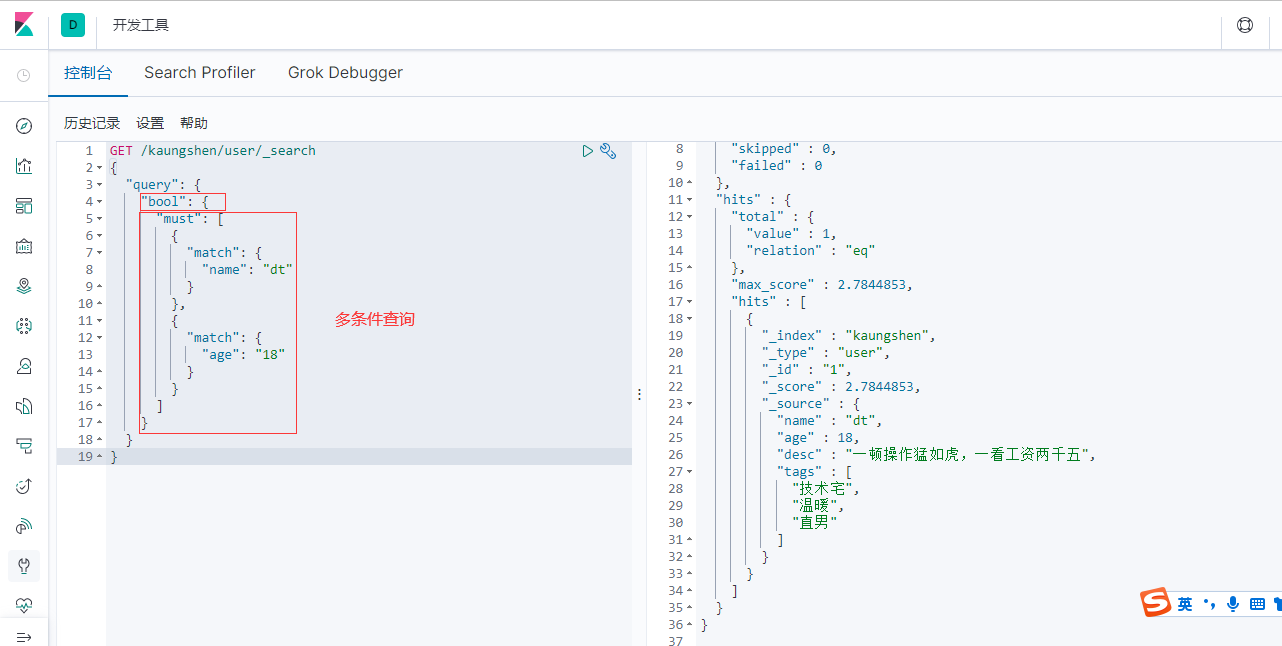 D 开发工具
控制台 Search Profiler Grok Debugger
历史记录 设置 帮助
1 GET /kaungshen/user/_search
2 {
3 "query": {
4 "bool": {
5 "must": [
6 {
7 "match": {
8 "name": "dt"
9 }
10 },
11 {
12 "match": {
13 "age": "18"
14 }
15 }
16 ]
17 }
18 }
19 }
多条件查询
8 "skipped" : 0,
9 "failed" : 0
10 },
11 "hits" : {
12 "total" : {
13 "value" : 1,
14 "relation" : "eq"
15 },
16 "max_score" : 2.7844853,
17 "hits" : [
18 {
19 "_index" : "kaungshen",
20 "_type" : "user",
21 "_id" : "1",
22 "_score" : 2.7844853,
23 "_source" : {
24 "name" : "dt",
25 "age" : 18,
26 "desc" : "一顿操作猛如虎，一看工资两千五",
27 "tags" : [
28 "技术宅",
29 "温暖",
30 "直男"
31 ]
32 }
33 }
34 ]
35 }
36 }
37
英